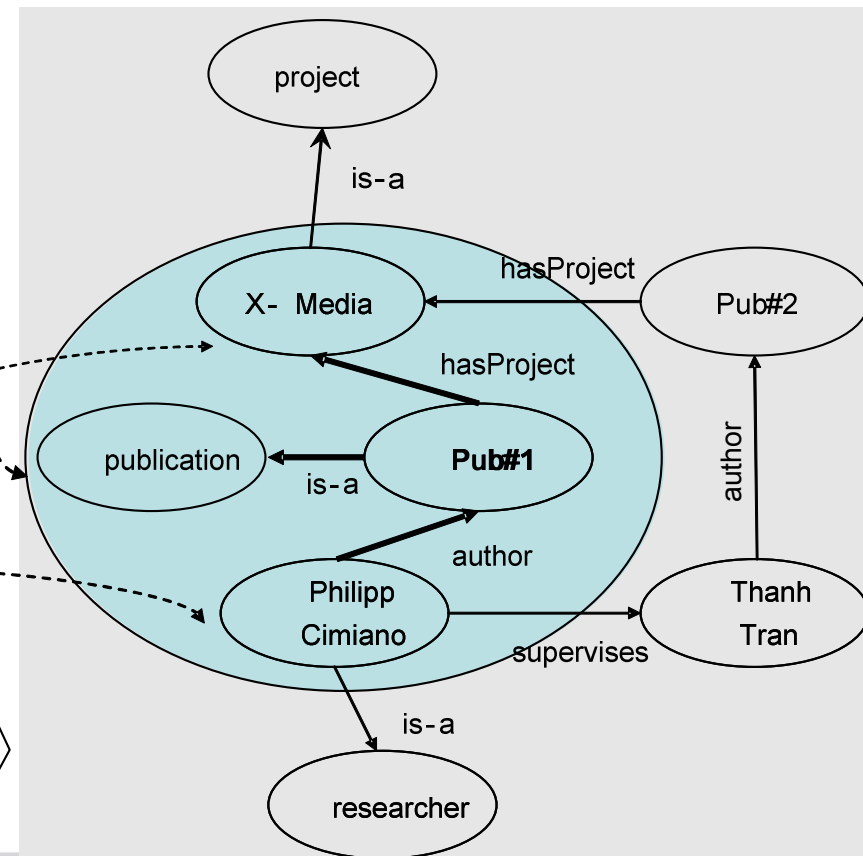 project
is-a
hasProject
X- Media
Pub#2
hasProject
publication
Pub#1
is-a
author
author
Philipp
Cimiano
Thanh
Tran
supervises
is-a
researcher